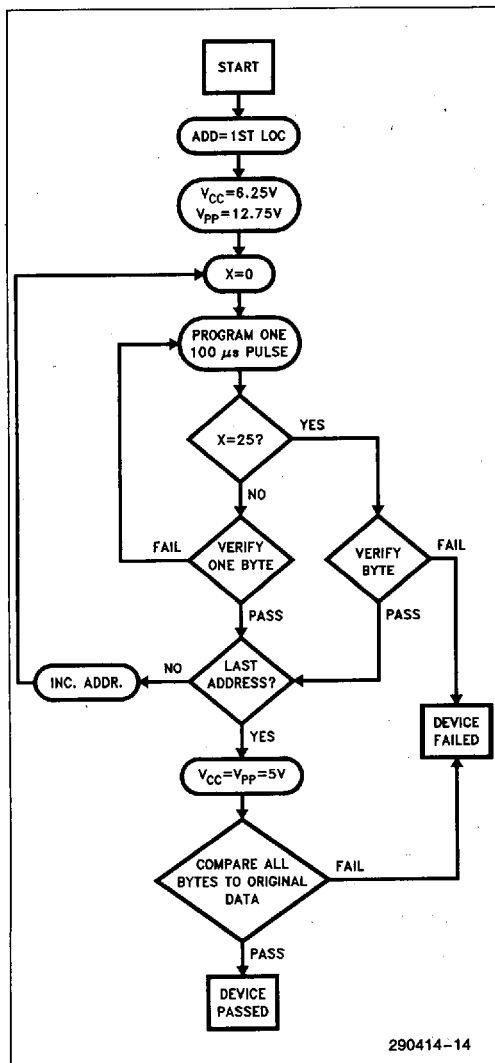 START
ADD=1ST LOC
VCC=6.25V
VPP=12.75V
X=0
PROGRAM ONE
100 μs PULSE
X=25?
YES
NO
VERIFY
ONE BYTE
FAIL
PASS
VERIFY
BYTE
FAIL
PASS
LAST
ADDRESS?
NO
INC. ADDR.
YES
DEVICE
FAILED
VCC=VPP=5V
COMPARE ALL
BYTES TO ORIGINAL
DATA
FAIL
PASS
DEVICE
PASSED
290414-14